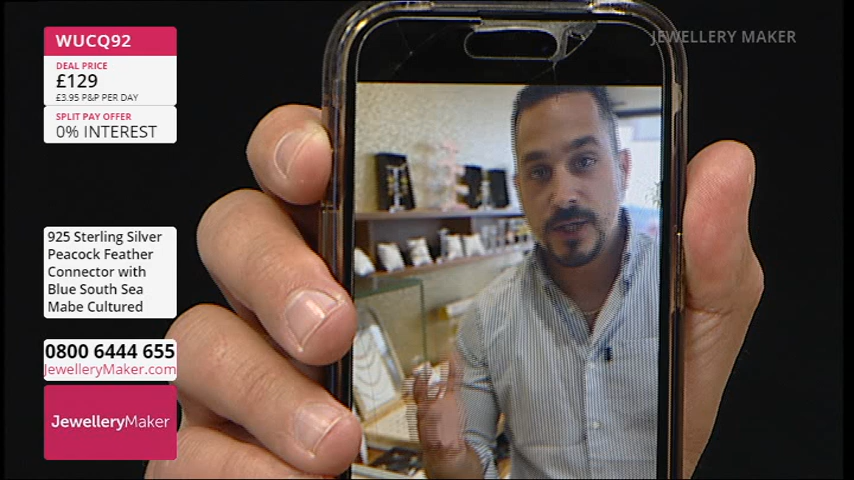 WUCQ92
DEAL PRICE
£129
£3.95 P&P PER DAY
SPLIT PAY OFFER
0% INTEREST
925 Sterling Silver
Peacock Feather
Connector with
Blue South Sea
Mabe Cultured
0800 6444 655
JewelleryMaker.com
JewelleryMaker
JEWELLERY MAKER